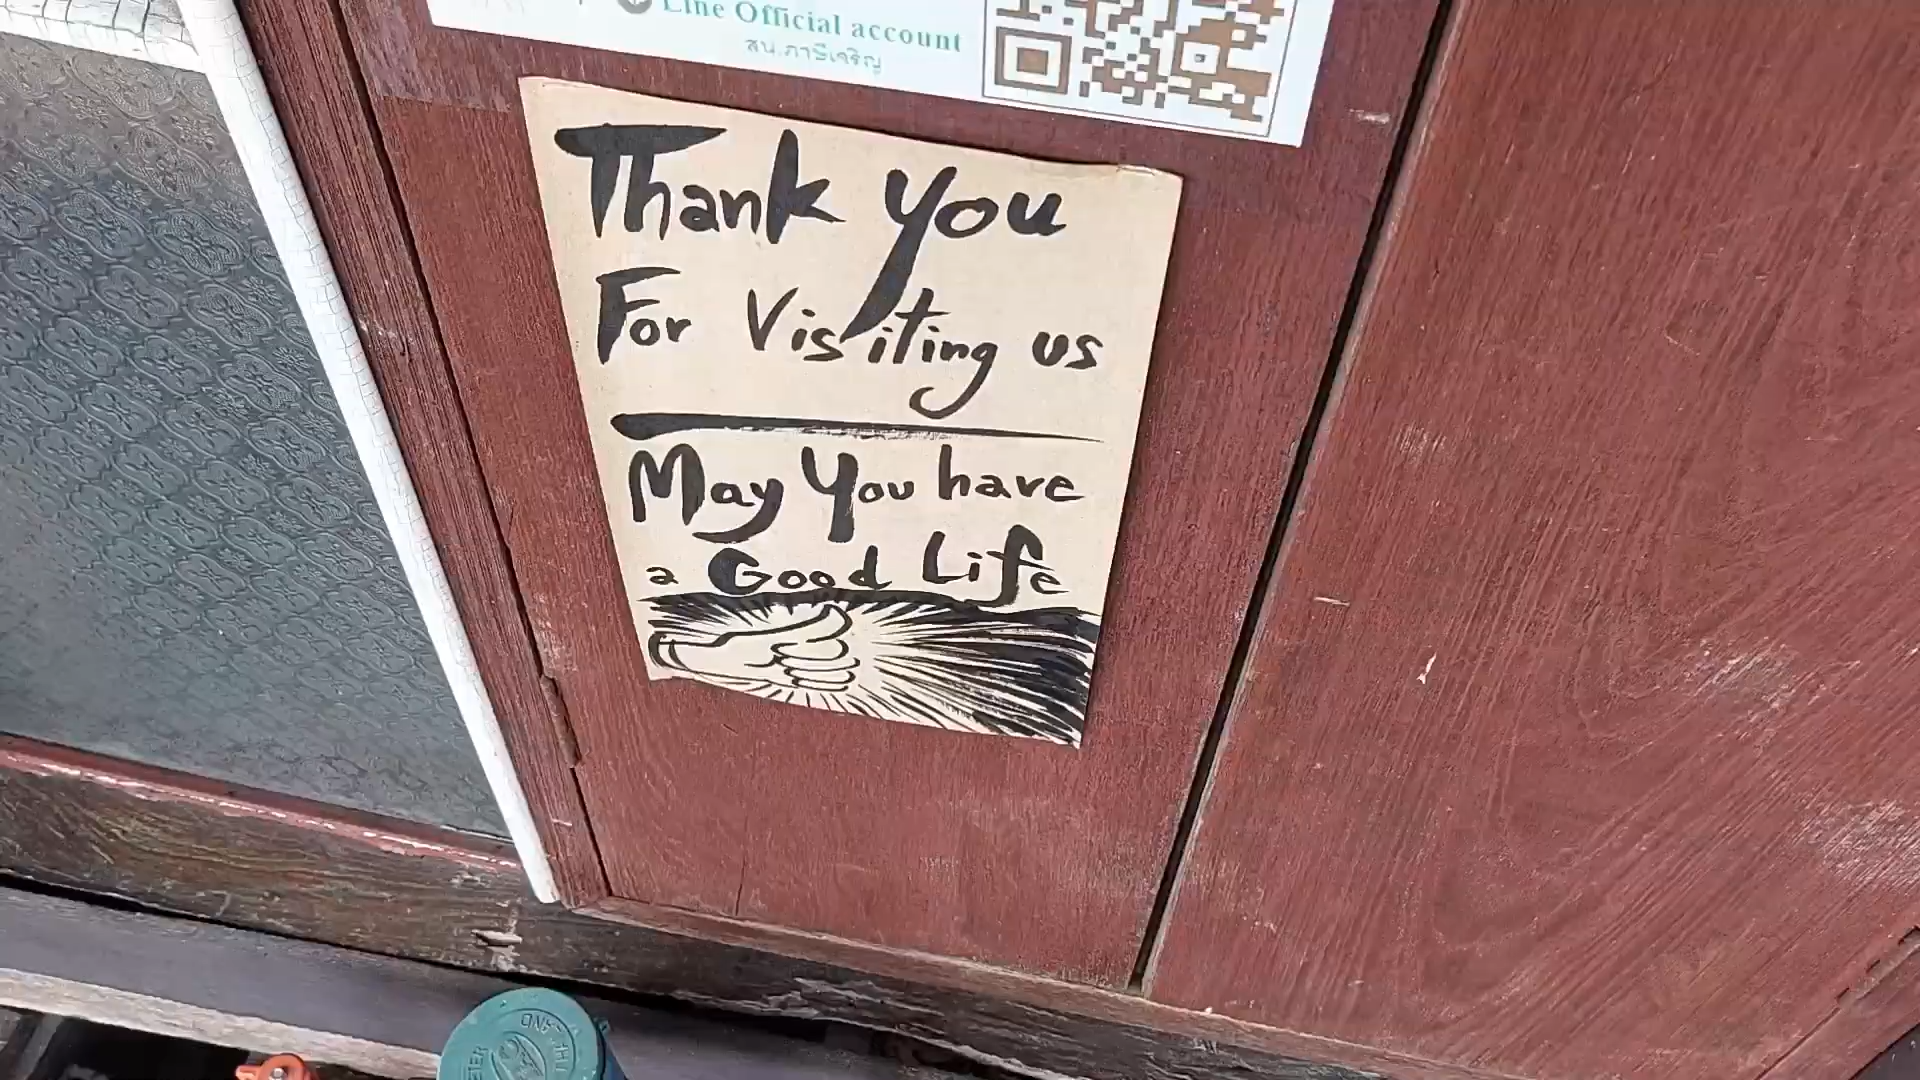 Line Official account
สน.ภาษีเจริญ
Thank you
For Visiting us
May You have
a Good Life